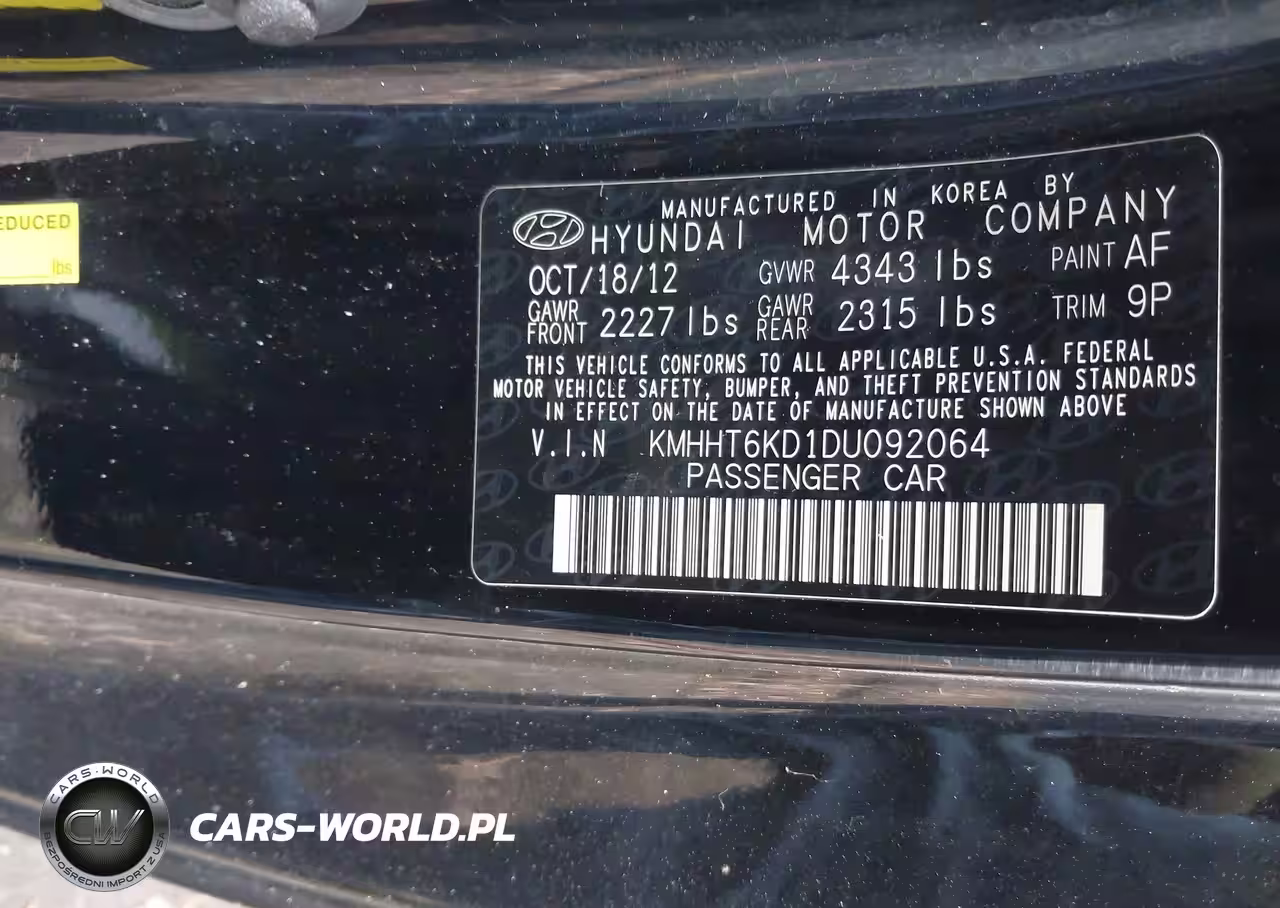 EDUCED
lbs
MANUFACTURED IN KOREA BY
HYUNDAI MOTOR COMPANY
OCT/18/12 GVWR 4343 lbs PAINT AF
GAWR FRONT 2227 lbs GAWR REAR 2315 lbs TRIM 9P
THIS VEHICLE CONFORMS TO ALL APPLICABLE U.S.A. FEDERAL
MOTOR VEHICLE SAFETY, BUMPER, AND THEFT PREVENTION STANDARDS
IN EFFECT ON THE DATE OF MANUFACTURE SHOWN ABOVE
V.I.N KMHHT6KD1DU092064
PASSENGER CAR
CARS-WORLD
CW
BEZPOŚREDNI IMPORT Z USA
CARS-WORLD.PL